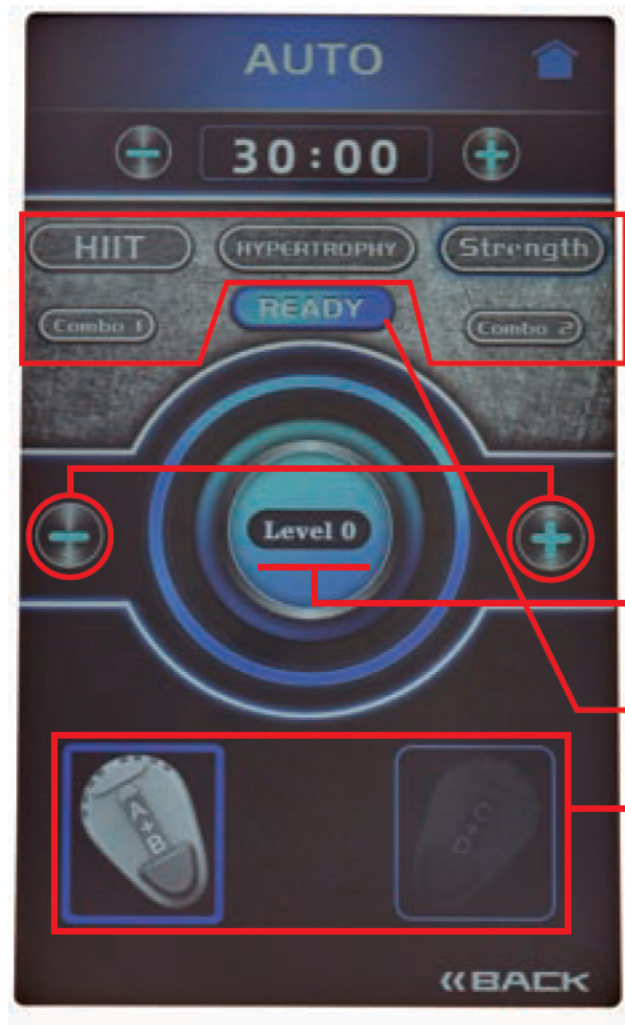 AUTO
30:00
HIIT
HYPERTROPHY
Strength
Combo 1
READY
Combo 2
Level 0
A+B
D+C
«BACK